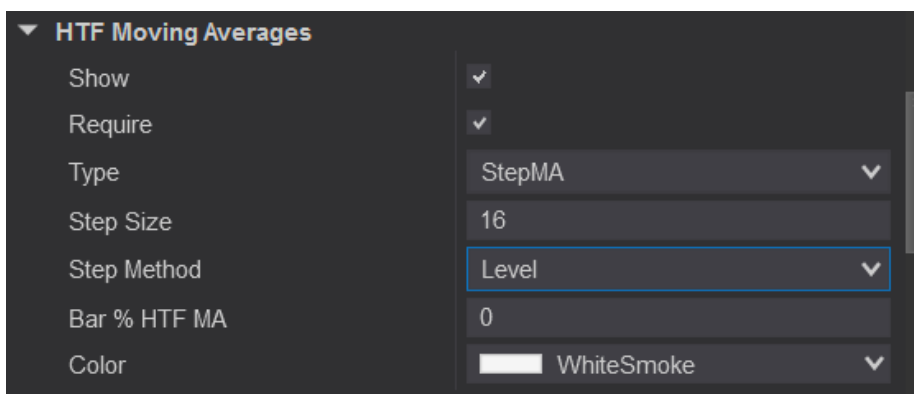 HTF Moving Averages
Show
Require
Type StepMA
Step Size 16
Step Method Level
Bar % HTF MA 0
Color WhiteSmoke